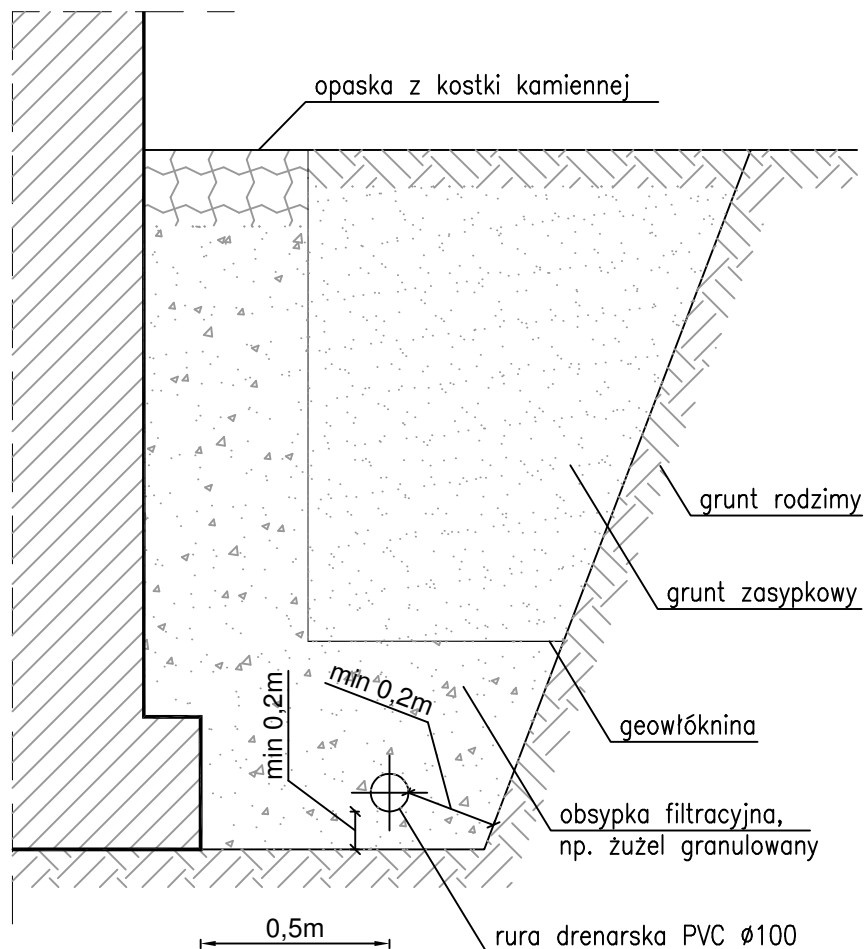 opaska z kostki kamiennej
grunt rodzimy
grunt zasypkowy
min 0,2m
min 0,2m
geowłóknina
obsypka filtracyjna,
np. żużel granulowany
0,5m
rura drenarska PVC ø100